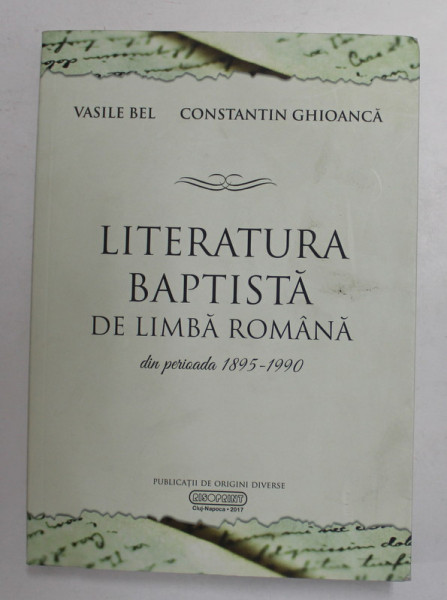 VASILE BEL CONSTANTIN GHIOANCĂ
LITERATURA
BAPTISTĂ
DE LIMBĂ ROMÂNĂ
din perioada 1895-1990
PUBLICAȚII DE ORIGINI DIVERSE
RISOPRINT
Cluj-Napoca • 2017